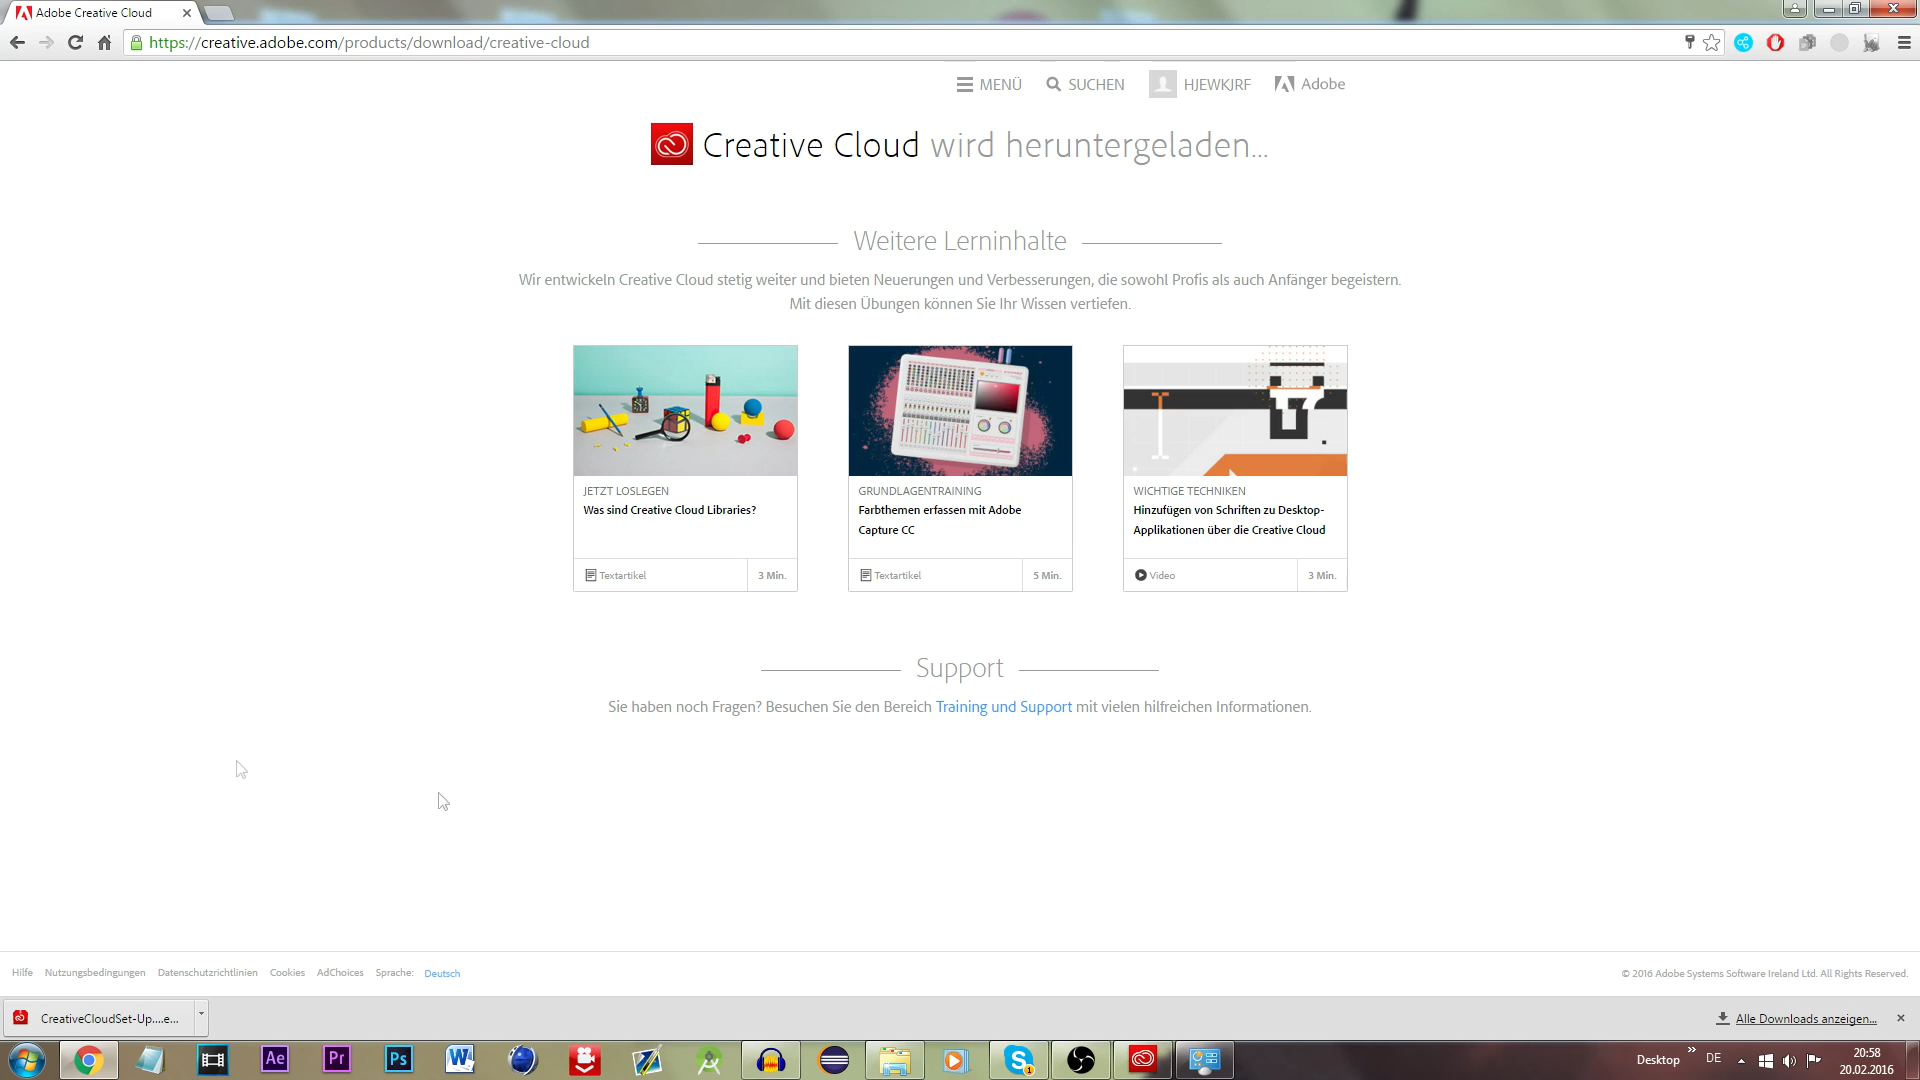 Adobe Creative Cloud
https://creative.adobe.com/products/download/creative-cloud
MENÜ SUCHEN HJEWKJRF Adobe
Creative Cloud wird heruntergeladen...
Weitere Lerninhalte
Wir entwickeln Creative Cloud stetig weiter und bieten Neuerungen und Verbesserungen, die sowohl Profis als auch Anfänger begeistern.
Mit diesen Übungen können Sie Ihr Wissen vertiefen.
JETZT LOSLEGEN
Was sind Creative Cloud Libraries?
Textartikel 3 Min.
GRUNDLAGENTRAINING
Farbthemen erfassen mit Adobe
Capture CC
Textartikel 5 Min.
WICHTIGE TECHNIKEN
Hinzufügen von Schriften zu Desktop-
Applikationen über die Creative Cloud
Video 3 Min.
Support
Sie haben noch Fragen? Besuchen Sie den Bereich Training und Support mit vielen hilfreichen Informationen.
Hilfe Nutzungsbedingungen Datenschutzrichtlinien Cookies AdChoices Sprache: Deutsch
© 2016 Adobe Systems Software Ireland Ltd. All Rights Reserved.
CreativeCloudSet-Up....e...
Alle Downloads anzeigen...
Ae Pr Ps W S 1
Desktop » DE
20:58
20.02.2016